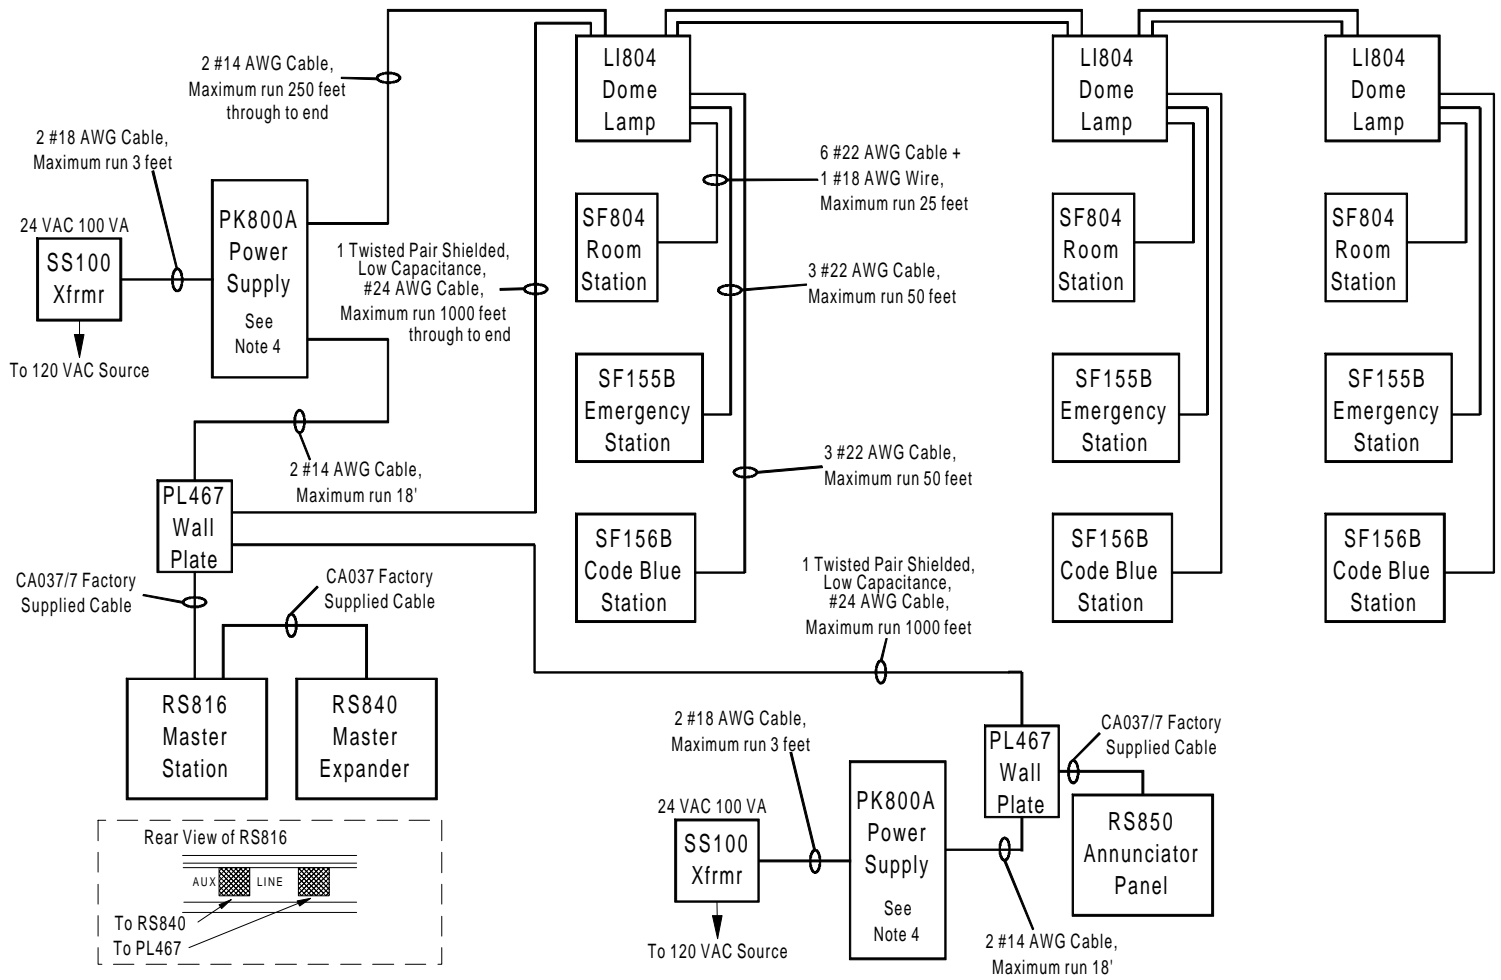 2 #14 AWG Cable,
Maximum run 250 feet
through to end
2 #18 AWG Cable,
Maximum run 3 feet
24 VAC 100 VA
SS100
Xfrmr
To 120 VAC Source
PK800A
Power
Supply
See
Note 4
1 Twisted Pair Shielded,
Low Capacitance,
#24 AWG Cable,
Maximum run 1000 feet
through to end
2 #14 AWG Cable,
Maximum run 18'
PL467
Wall
Plate
CA037/7 Factory
Supplied Cable
CA037 Factory
Supplied Cable
RS816
Master
Station
RS840
Master
Expander
Rear View of RS816
AUX
LINE
To RS840
To PL467
LI804
Dome
Lamp
SF804
Room
Station
SF155B
Emergency
Station
SF156B
Code Blue
Station
6 #22 AWG Cable +
1 #18 AWG Wire,
Maximum run 25 feet
3 #22 AWG Cable,
Maximum run 50 feet
3 #22 AWG Cable,
Maximum run 50 feet
LI804
Dome
Lamp
SF804
Room
Station
SF155B
Emergency
Station
SF156B
Code Blue
Station
LI804
Dome
Lamp
SF804
Room
Station
SF155B
Emergency
Station
SF156B
Code Blue
Station
1 Twisted Pair Shielded,
Low Capacitance,
#24 AWG Cable,
Maximum run 1000 feet
2 #18 AWG Cable,
Maximum run 3 feet
24 VAC 100 VA
SS100
Xfrmr
To 120 VAC Source
PK800A
Power
Supply
See
Note 4
PL467
Wall
Plate
CA037/7 Factory
Supplied Cable
RS850
Annunciator
Panel
2 #14 AWG Cable,
Maximum run 18'